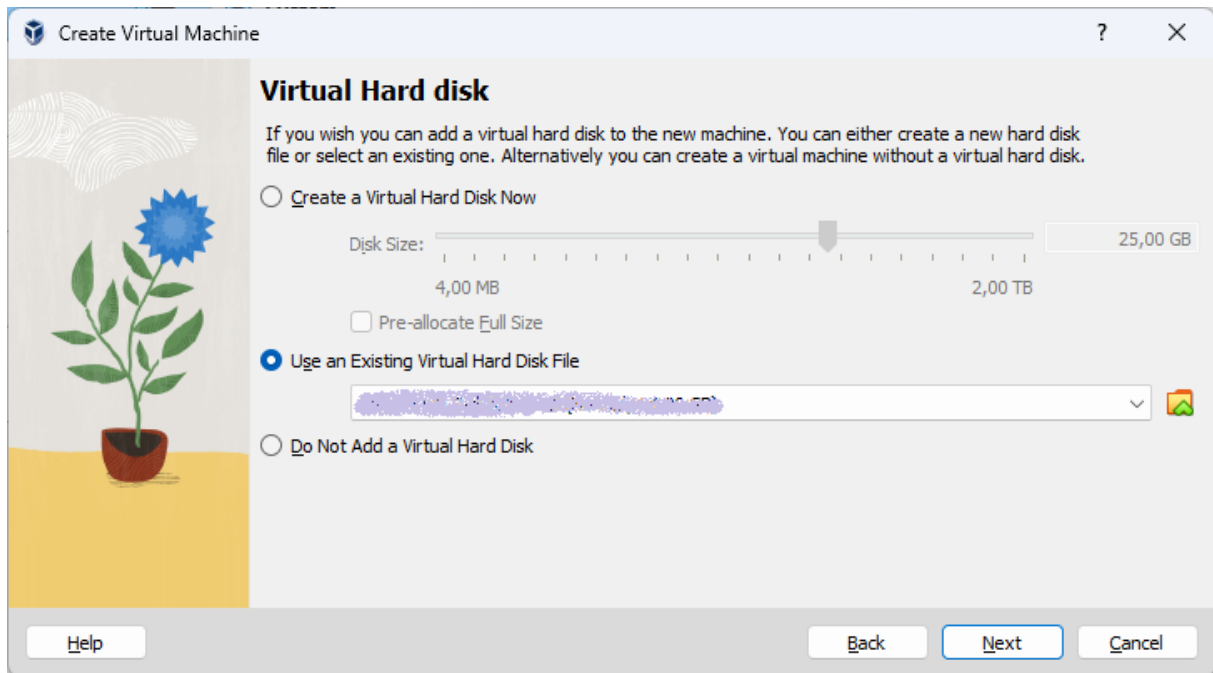 Create Virtual Machine
?
Virtual Hard disk
If you wish you can add a virtual hard disk to the new machine. You can either create a new hard disk
file or select an existing one. Alternatively you can create a virtual machine without a virtual hard disk.
Create a Virtual Hard Disk Now
Disk Size:
25,00 GB
4,00 MB
2,00 TB
Pre-allocate Full Size
Use an Existing Virtual Hard Disk File
Do Not Add a Virtual Hard Disk
Help
Back
Next
Cancel